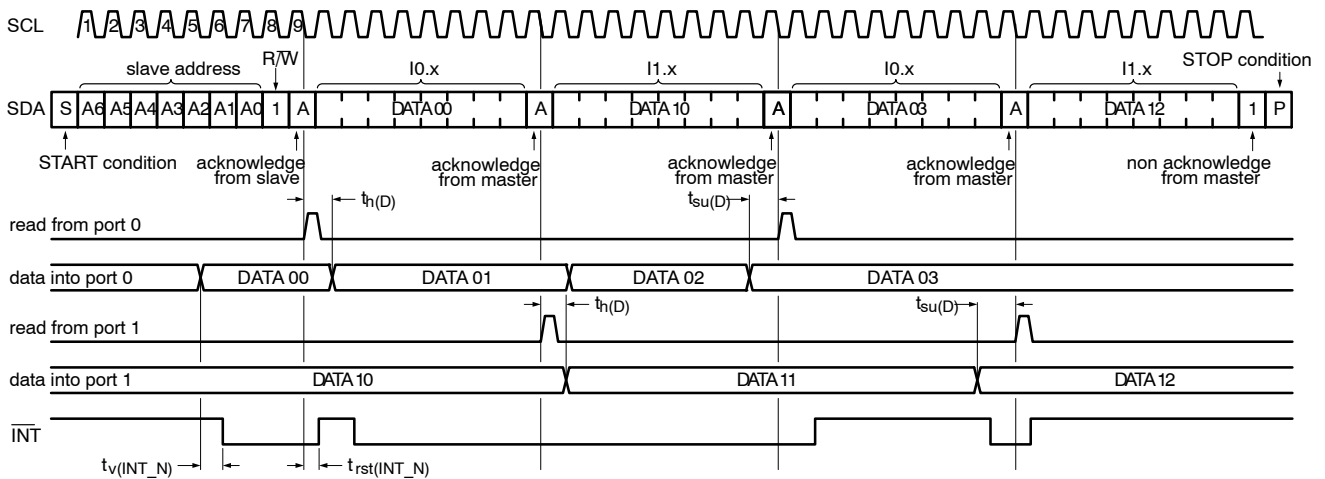 SCL 1 2 3 4 5 6 7 8 9
R/W
STOP condition
slave address I0.x I1.x I0.x I1.x
SDA S A6 A5 A4 A3 A2 A1 A0 1 A DATA 00 A DATA 10 A DATA 03 A DATA 12 1 P
START condition
acknowledge from slave
acknowledge from master
acknowledge from master
acknowledge from master
non acknowledge from master
th(D) tsu(D)
read from port 0
data into port 0 DATA 00 DATA 01 DATA 02 DATA 03
th(D) tsu(D)
read from port 1
data into port 1 DATA 10 DATA 11 DATA 12
INT
tv(INT_N) trst(INT_N)